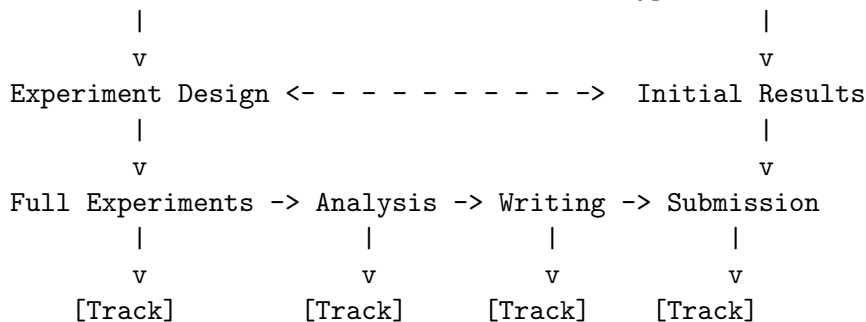 |                                          |
v                                          v
Experiment Design <- - - - - - - - - -> Initial Results
|                                          |
v                                          v
Full Experiments -> Analysis -> Writing -> Submission
|               |            |            |
v               v            v            v
[Track]         [Track]      [Track]    [Track]